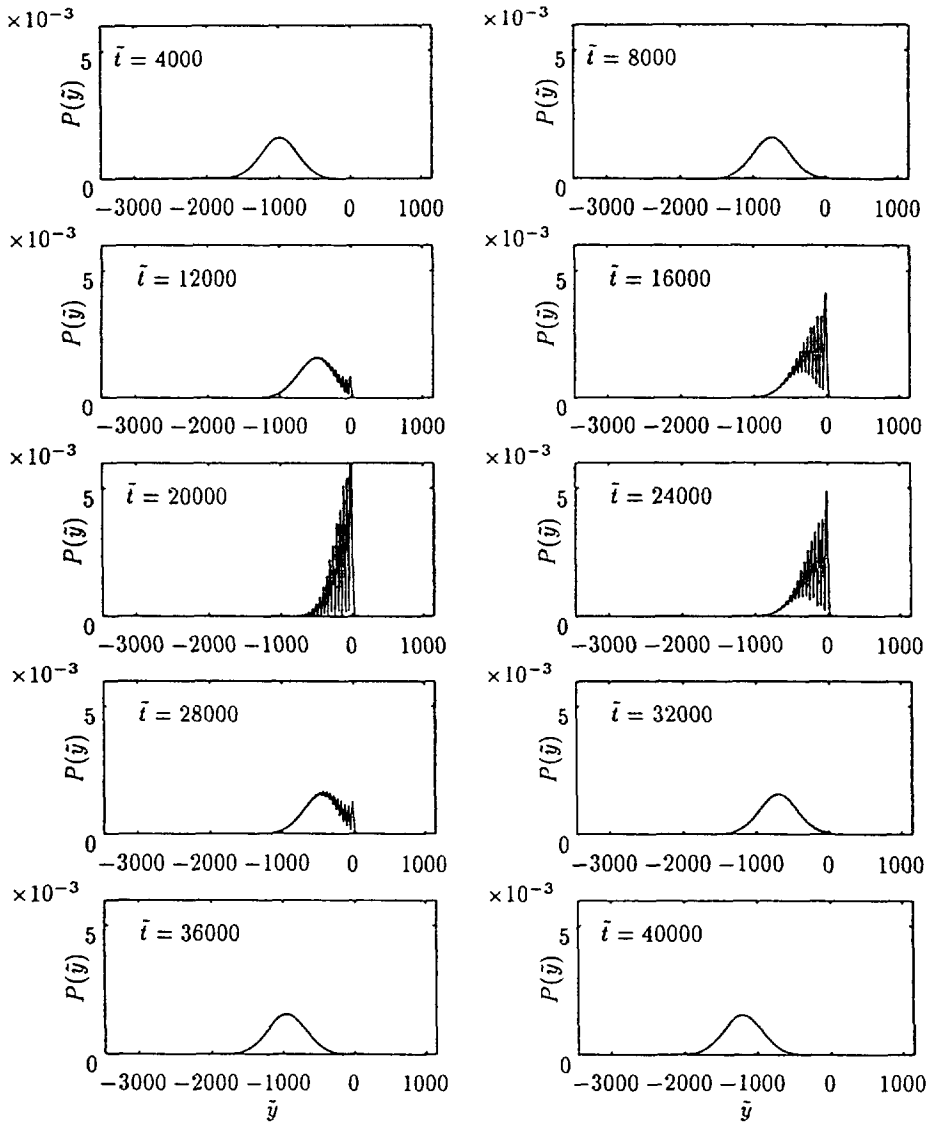 ×10⁻³
5
0
P(ỹ)
t̃ = 4000
−3000 −2000 −1000 0 1000
×10⁻³
5
0
P(ỹ)
t̃ = 8000
−3000 −2000 −1000 0 1000
×10⁻³
5
0
P(ỹ)
t̃ = 12000
−3000 −2000 −1000 0 1000
×10⁻³
5
0
P(ỹ)
t̃ = 16000
−3000 −2000 −1000 0 1000
×10⁻³
5
0
P(ỹ)
t̃ = 20000
−3000 −2000 −1000 0 1000
×10⁻³
5
0
P(ỹ)
t̃ = 24000
−3000 −2000 −1000 0 1000
×10⁻³
5
0
P(ỹ)
t̃ = 28000
−3000 −2000 −1000 0 1000
×10⁻³
5
0
P(ỹ)
t̃ = 32000
−3000 −2000 −1000 0 1000
×10⁻³
5
0
P(ỹ)
t̃ = 36000
−3000 −2000 −1000 0 1000
ỹ
×10⁻³
5
0
P(ỹ)
t̃ = 40000
−3000 −2000 −1000 0 1000
ỹ